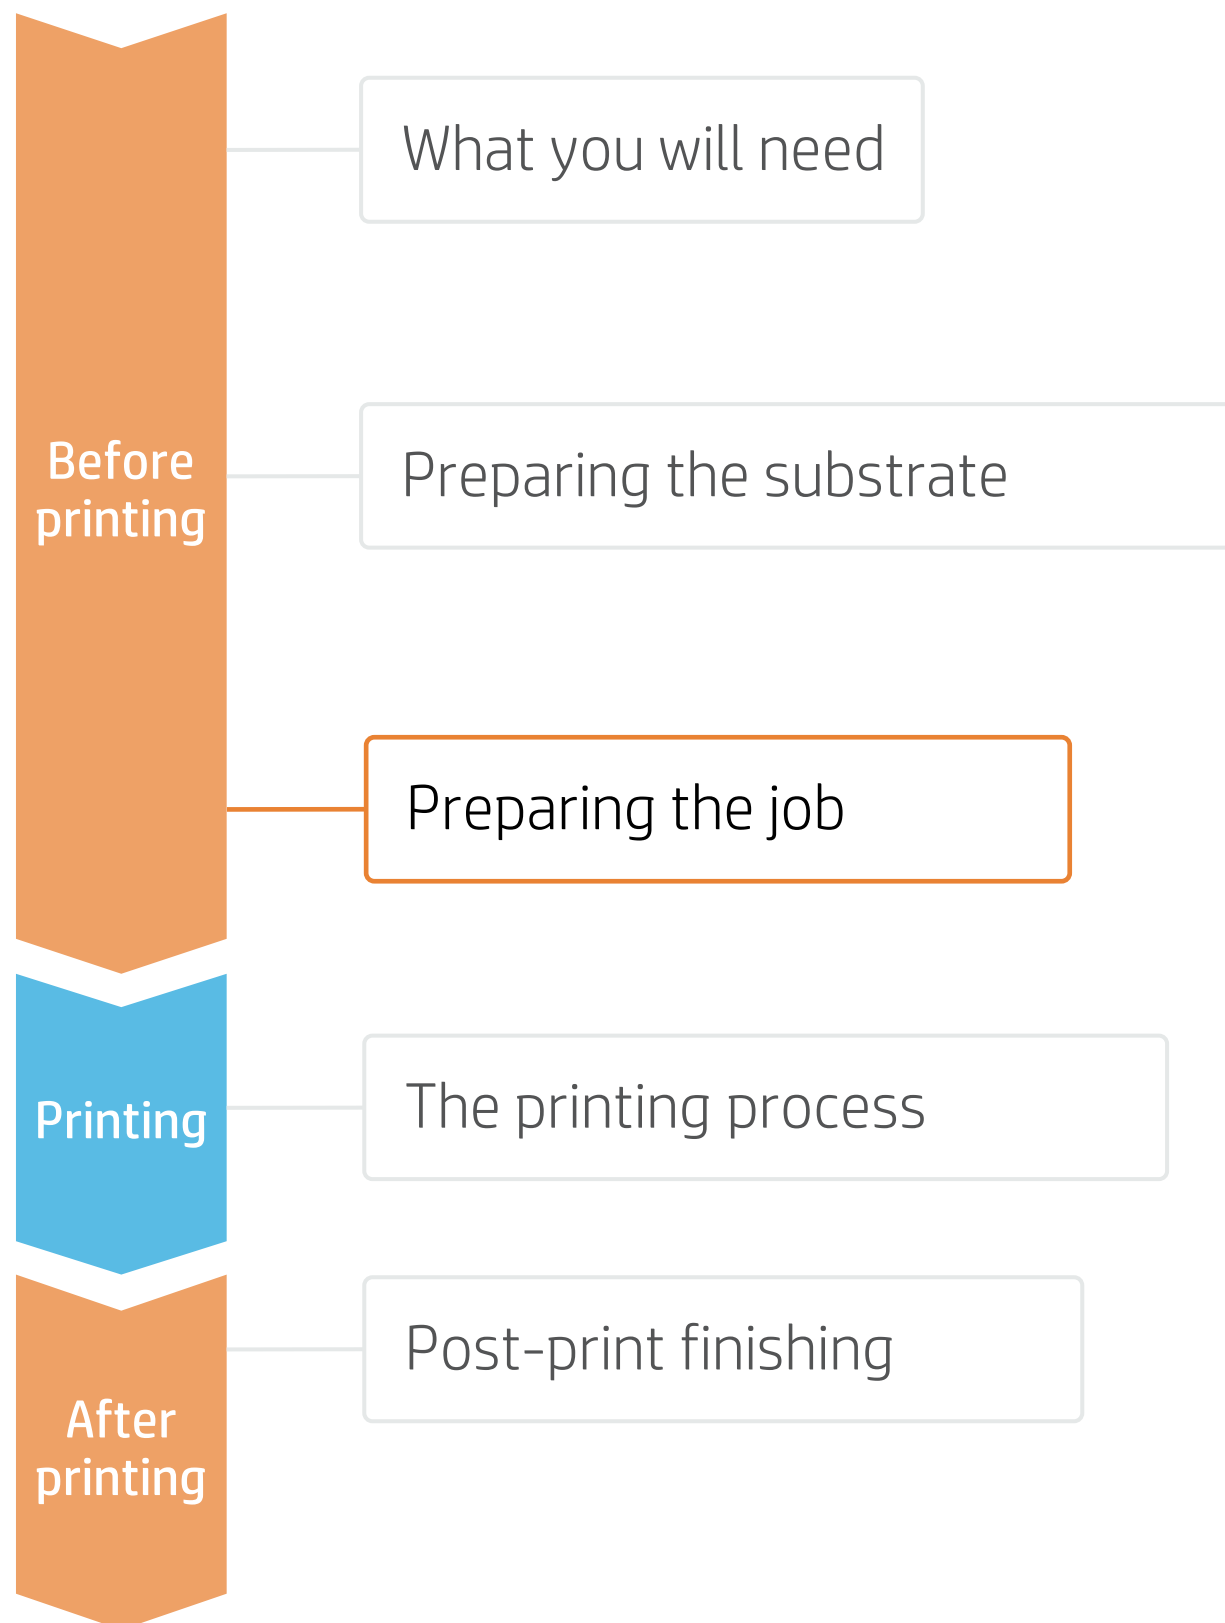 What you will need
Before
printing
Preparing the substrate
Preparing the job
Printing
The printing process
After
printing
Post-print finishing